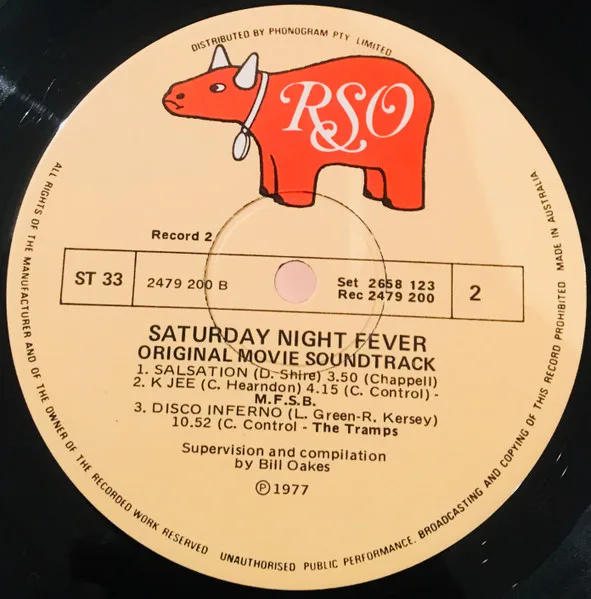 DISTRIBUTED BY PHONOGRAM PTY LIMITED
RSO
Record 2
ST 33
2479 200 B
Set 2658 123
Rec 2479 200
2
SATURDAY NIGHT FEVER
ORIGINAL MOVIE SOUNDTRACK
1. SALSATION (D. Shire) 3.50 (Chappell)
2. K JEE (C. Hearndon) 4.15 (C. Control) -
M.F.S.B.
3. DISCO INFERNO (L. Green-R. Kersey)
10.52 (C. Control - The Tramps
Supervision and compilation
by Bill Oakes
Ⓟ1977
ALL RIGHTS OF THE MANUFACTURER AND OF THE OWNER OF THE RECORDED WORK RESERVED UNAUTHORISED PUBLIC PERFORMANCE. BROADCASTING AND COPYING OF THIS RECORD PROHIBITED MADE IN AUSTRALIA.